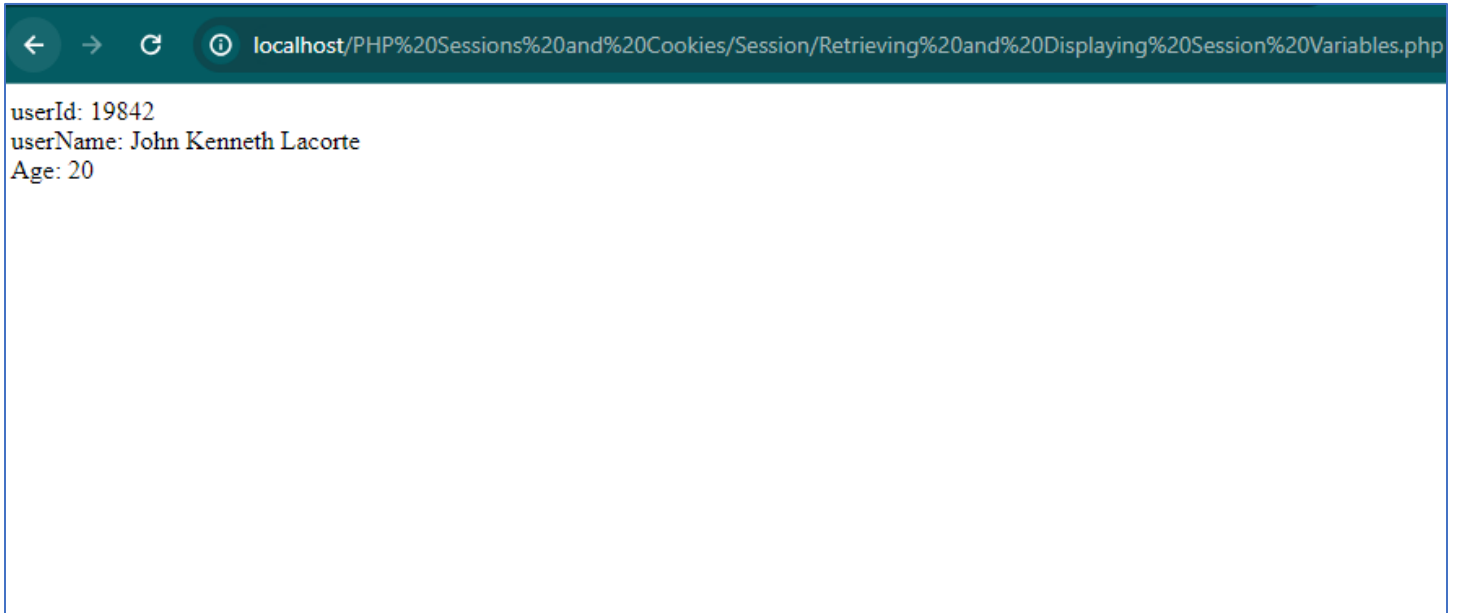 localhost/PHP%20Sessions%20and%20Cookies/Session/Retrieving%20and%20Displaying%20Session%20Variables.php
userId: 19842
userName: John Kenneth Lacorte
Age: 20